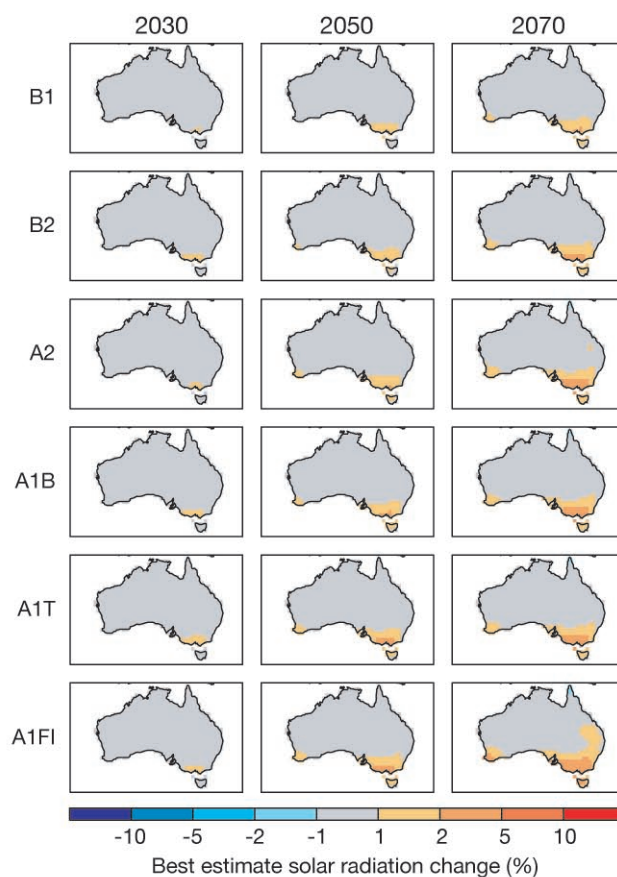 2030 2050 2070
B1
B2
A2
A1B
A1T
A1FI
-10 -5 -2 -1 1 2 5 10
Best estimate solar radiation change (%)